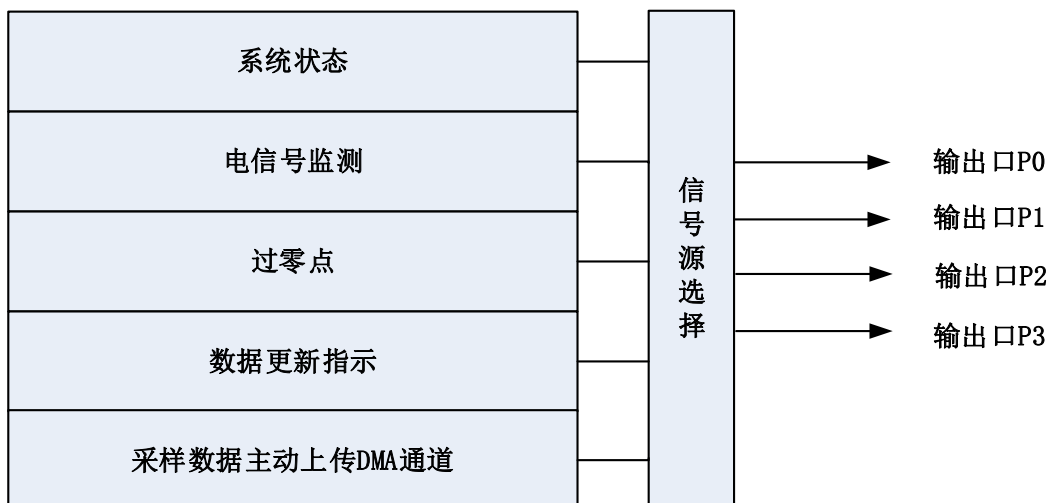 系统状态
电信号监测
过零点
数据更新指示
采样数据主动上传DMA通道
信号源选择
输出口P0
输出口P1
输出口P2
输出口P3